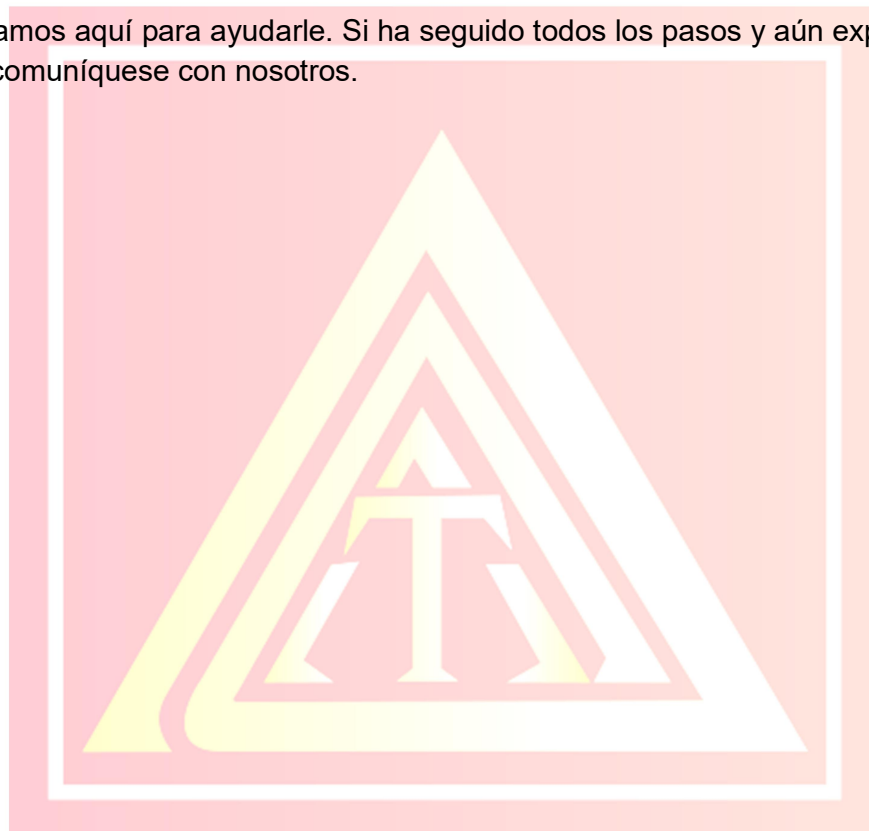 amos aquí para ayudarle. Si ha seguido todos los pasos y aún exp
comuníquese con nosotros.
T